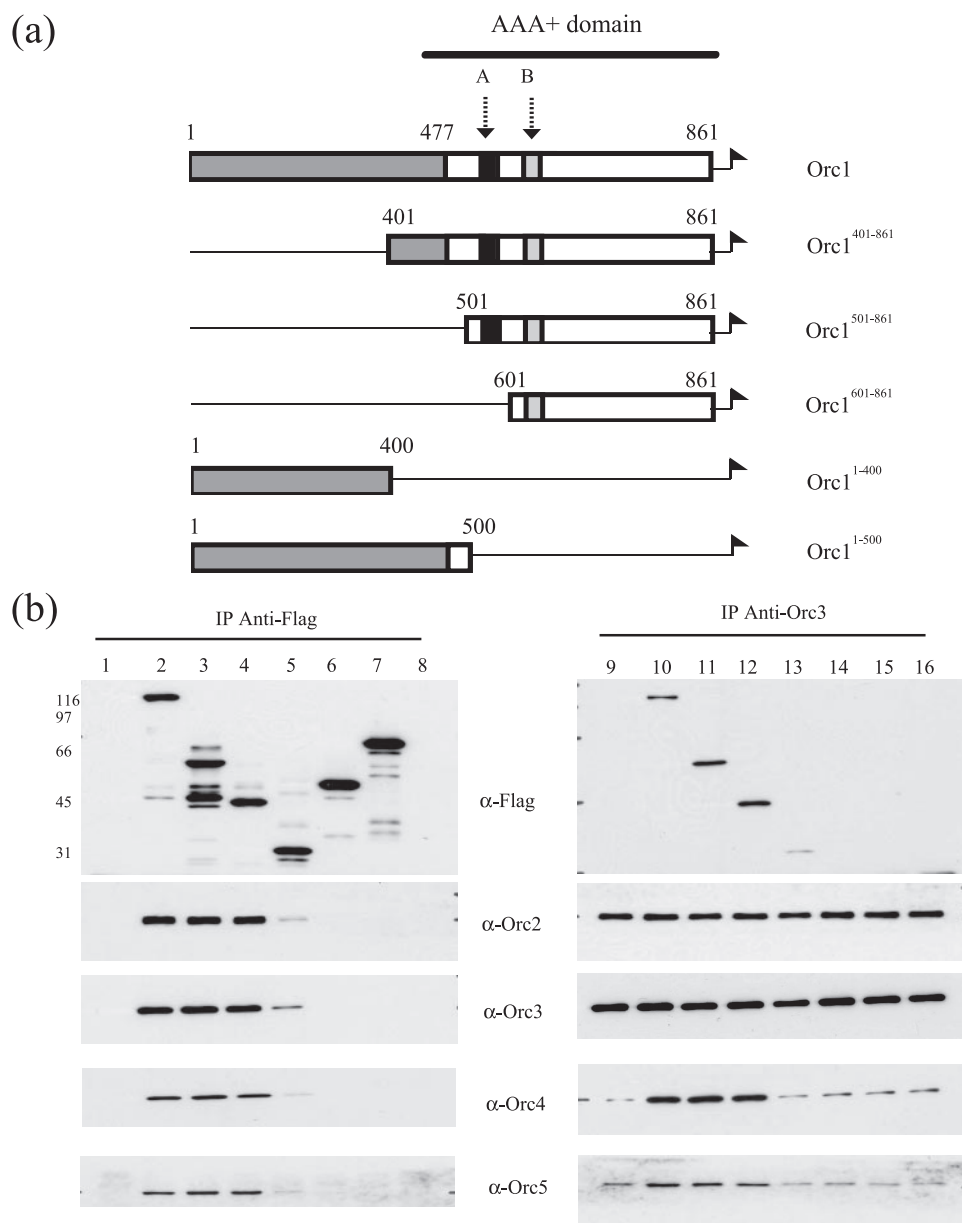 (a)
AAA+ domain
A B
1 477 861
Orc1
401 861
Orc1401-861
501 861
Orc1501-861
601 861
Orc1601-861
1 400
Orc11-400
1 500
Orc11-500
(b)
IP Anti-Flag
IP Anti-Orc3
1 2 3 4 5 6 7 8
9 10 11 12 13 14 15 16
116
97
66
45
31
α-Flag
α-Orc2
α-Orc3
α-Orc4
α-Orc5